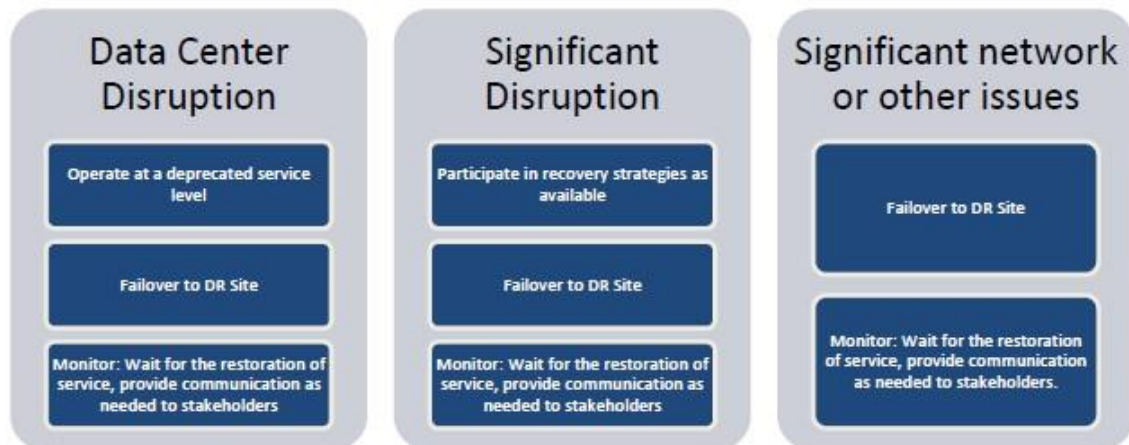 Data Center
Disruption
Operate at a deprecated service
level
Failover to DR Site
Monitor: Wait for the restoration of
service, provide communication as
needed to stakeholders
Significant
Disruption
Participate in recovery strategies as
available
Failover to DR Site
Monitor: Wait for the restoration of
service, provide communication as
needed to stakeholders
Significant network
or other issues
Failover to DR Site
Monitor: Wait for the restoration
of service, provide communication
as needed to stakeholders.